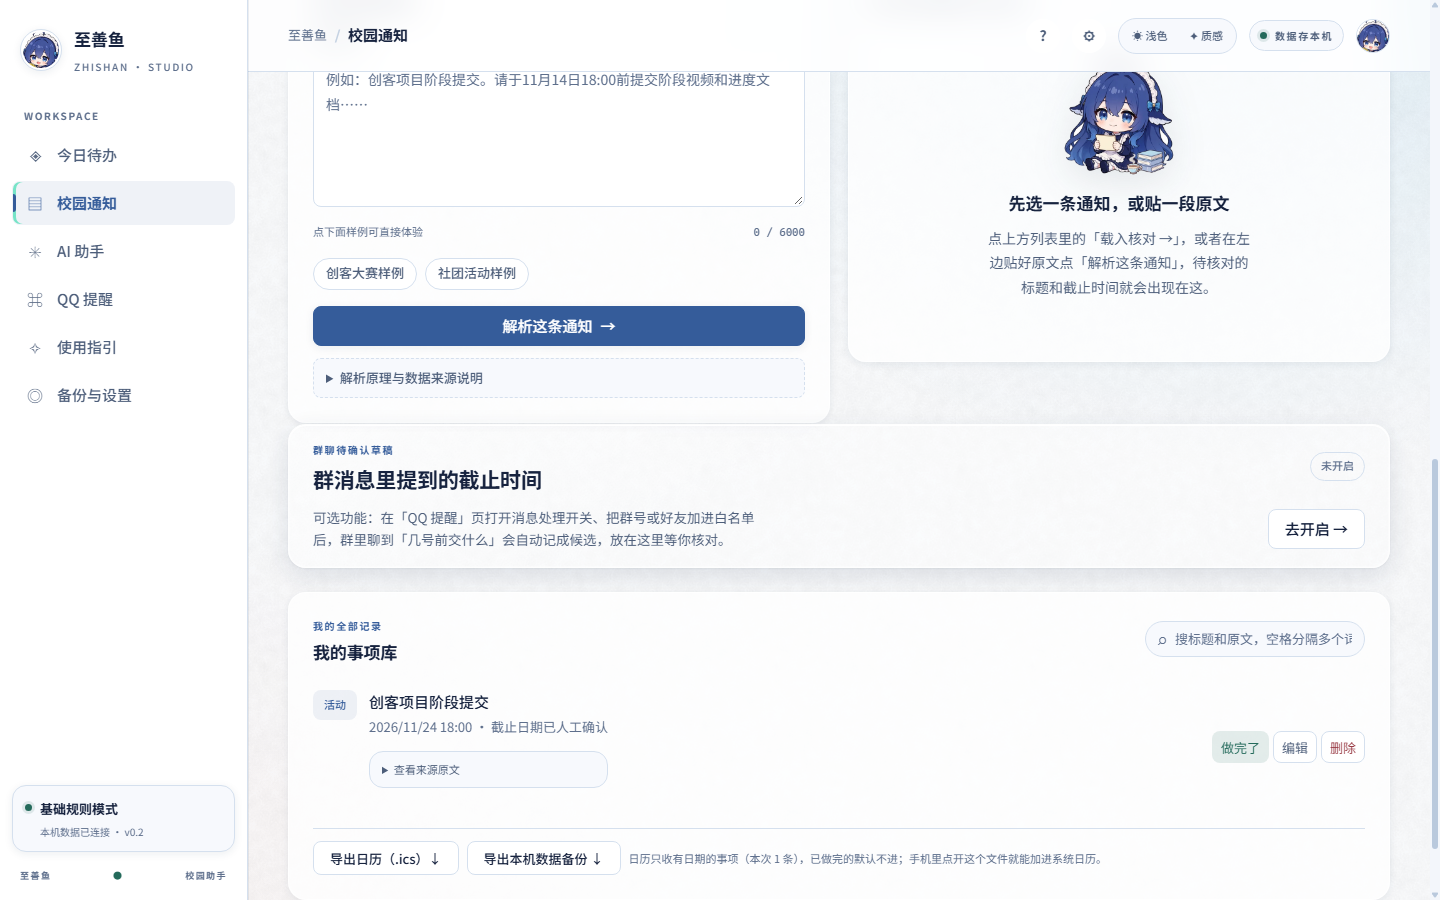 至善鱼
ZHISHAN · STUDIO
WORKSPACE
今日待办
校园通知
AI 助手
QQ 提醒
使用指引
备份与设置
基础规则模式
本机数据已连接 · v0.2
至善鱼
校园助手
至善鱼 / 校园通知
?
浅色
质感
数据存本机
例如：创客项目阶段提交。请于11月14日18:00前提交阶段视频和进度文
档……
点下面样例可直接体验
0 / 6000
创客大赛样例
社团活动样例
解析这条通知 →
▶ 解析原理与数据来源说明
先选一条通知，或贴一段原文
点上方列表里的「载入核对 →」，或者在左
边贴好原文点「解析这条通知」，待核对的
标题和截止时间就会出现在这。
群聊待确认草稿
群消息里提到的截止时间
未开启
可选功能：在「QQ 提醒」页打开消息处理开关、把群号或好友加进白名单
后，群里聊到「几号前交什么」会自动记成候选，放在这里等你核对。
去开启 →
我的全部记录
我的事项库
搜标题和原文，空格分隔多个词
活动
创客项目阶段提交
2026/11/24 18:00 · 截止日期已人工确认
▶ 查看来源原文
做完了
编辑
删除
导出日历（.ics）↓
导出本机数据备份 ↓
日历只收有日期的事项（本次 1 条），已做完的默认不进；手机里点开这个文件就能加进系统日历。